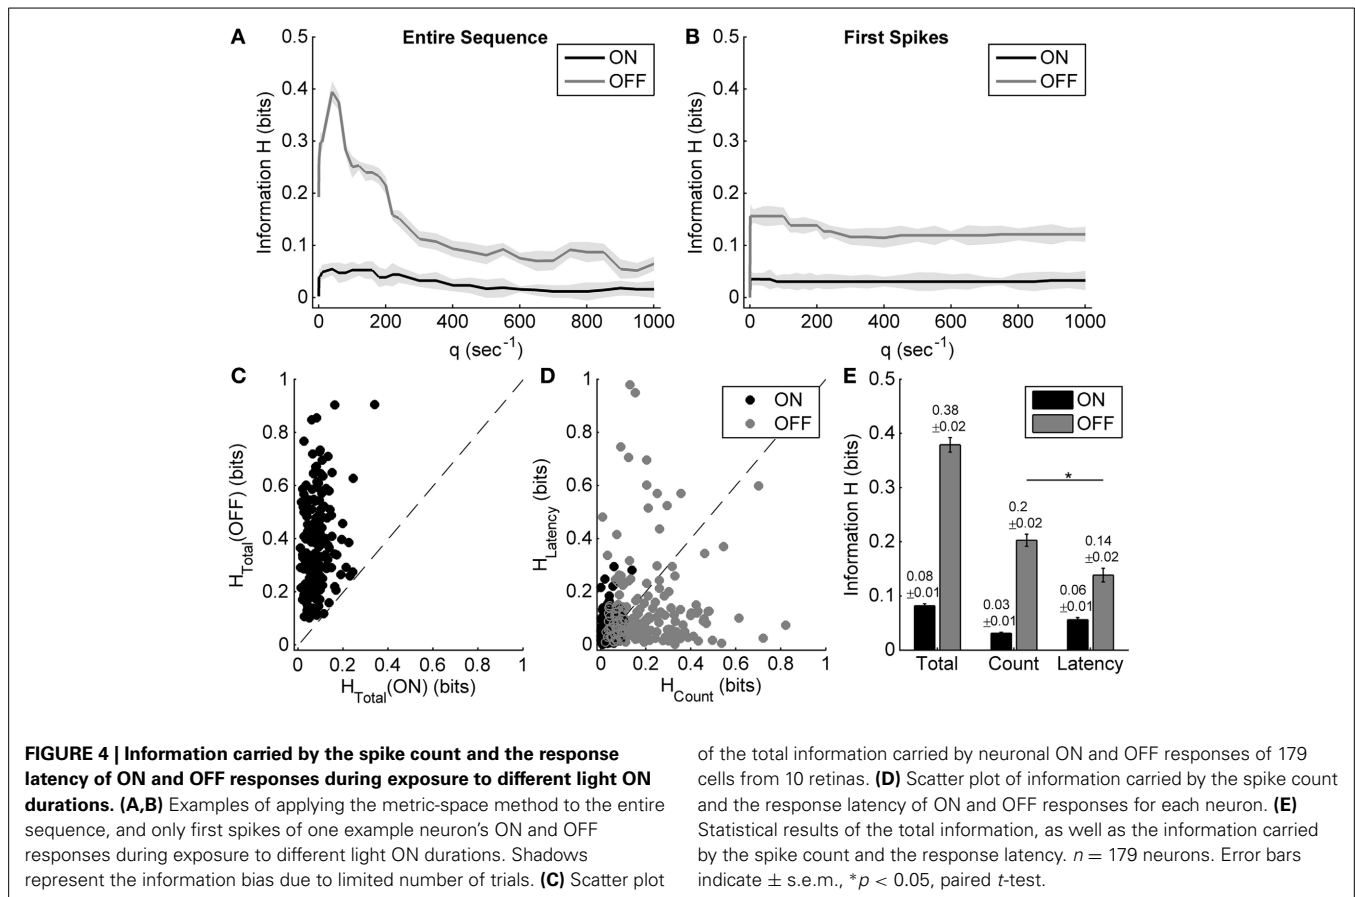 A
Entire Sequence
0.5
0.4
0.3
0.2
0.1
0
Information H (bits)
ON
OFF
0
200
400
600
800
1000
q (sec-1)
B
First Spikes
0.5
0.4
0.3
0.2
0.1
0
Information H (bits)
ON
OFF
0
200
400
600
800
1000
q (sec-1)
C
1
0.8
0.6
0.4
0.2
0
HTotal(OFF) (bits)
0
0.2
0.4
0.6
0.8
1
HTotal(ON) (bits)
D
1
0.8
0.6
0.4
0.2
0
HLatency (bits)
ON
OFF
0
0.2
0.4
0.6
0.8
1
HCount (bits)
E
0.5
0.4
0.3
0.2
0.1
0
Information H (bits)
ON
OFF
0.08
±0.01
0.38
±0.02
0.03
±0.01
0.2
±0.02
0.06
±0.01
0.14
±0.02
*
Total
Count
Latency
FIGURE 4 | Information carried by the spike count and the response
latency of ON and OFF responses during exposure to different light ON
durations. (A,B) Examples of applying the metric-space method to the entire
sequence, and only first spikes of one example neuron's ON and OFF
responses during exposure to different light ON durations. Shadows
represent the information bias due to limited number of trials. (C) Scatter plot
of the total information carried by neuronal ON and OFF responses of 179
cells from 10 retinas. (D) Scatter plot of information carried by the spike count
and the response latency of ON and OFF responses for each neuron. (E)
Statistical results of the total information, as well as the information carried
by the spike count and the response latency. n = 179 neurons. Error bars
indicate ± s.e.m., *p < 0.05, paired t-test.